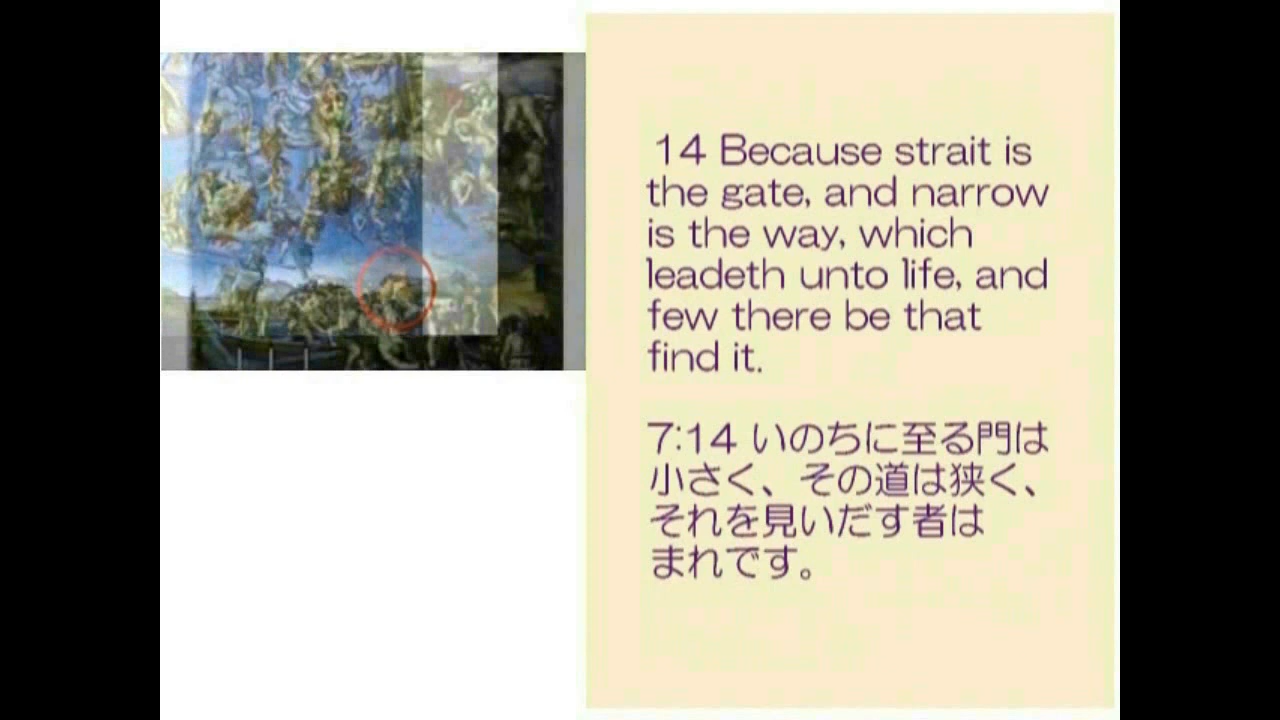 14 Because strait is
the gate, and narrow
is the way, which
leadeth unto life, and
few there be that
find it.
7:14 いのちに至る門は
小さく、その道は狭く、
それを見いだす者は
まれです。